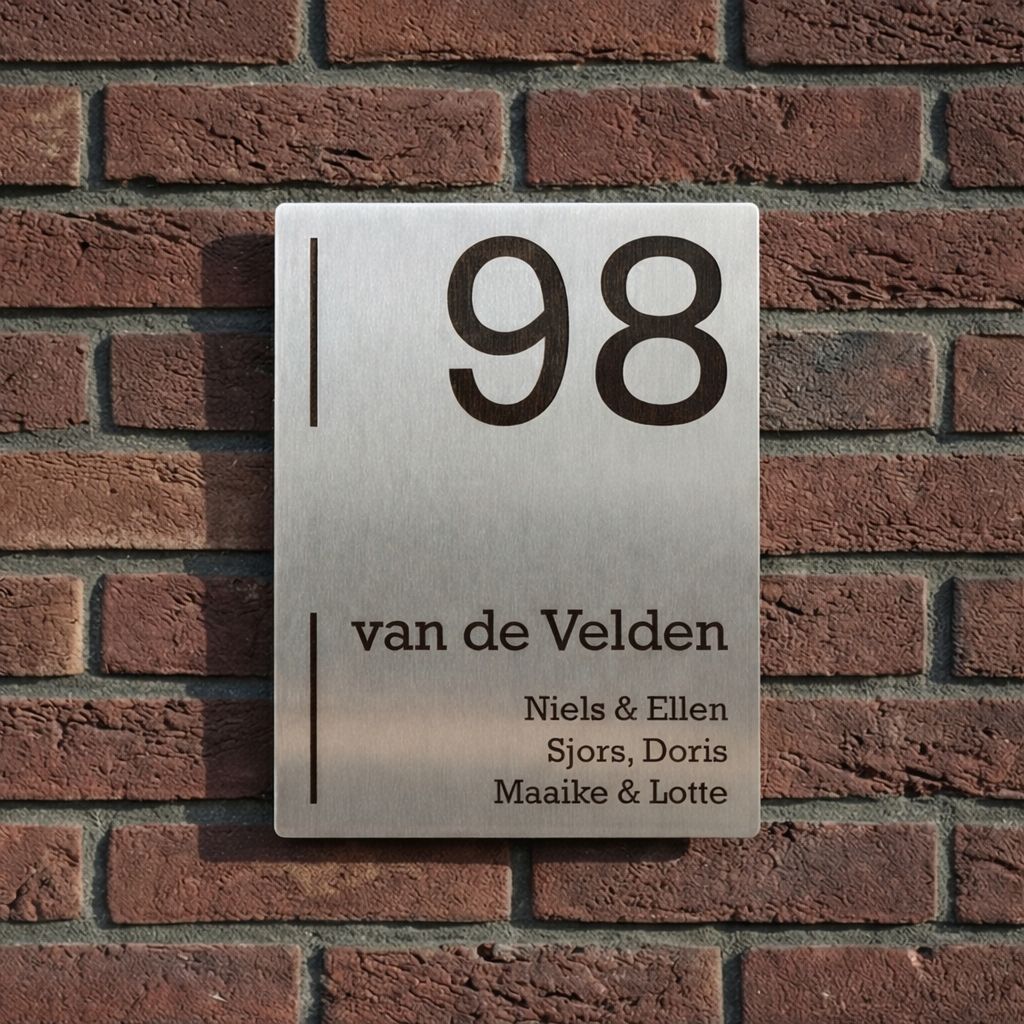 98
van de Velden
Niels & Ellen
Sjors, Doris
Maaike & Lotte